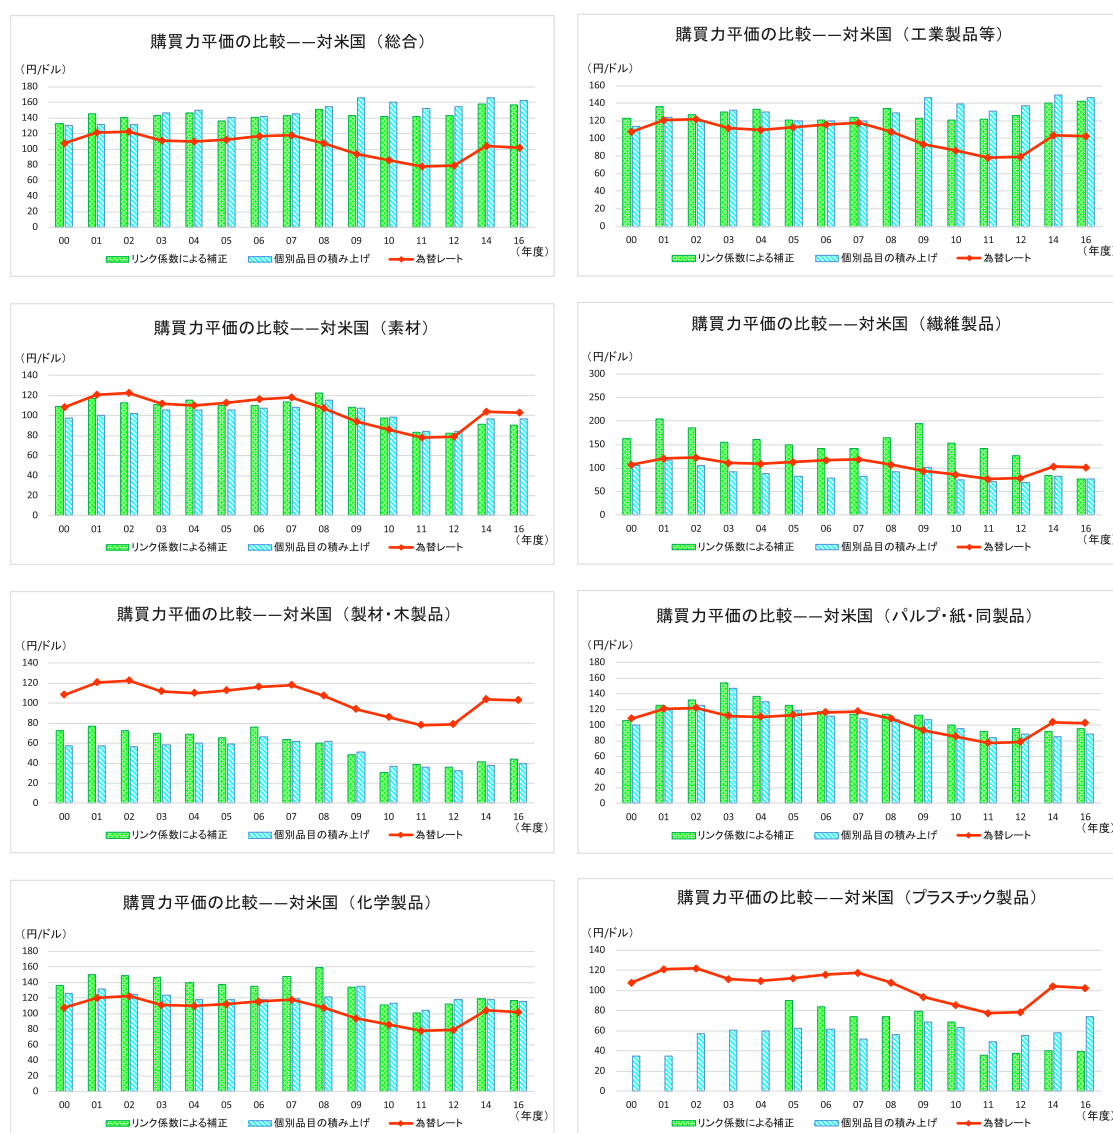 購買力平価の比較——対米国（総合）
（円/ドル）
180
160
140
120
100
80
60
40
20
0
00 01 02 03 04 05 06 07 08 09 10 11 12 14 16
（年度）
リンク係数による補正 個別品目の積み上げ 為替レート
購買力平価の比較——対米国（工業製品等）
（円/ドル）
160
140
120
100
80
60
40
20
0
00 01 02 03 04 05 06 07 08 09 10 11 12 14 16
（年度）
リンク係数による補正 個別品目の積み上げ 為替レート
購買力平価の比較——対米国（素材）
（円/ドル）
140
120
100
80
60
40
20
0
00 01 02 03 04 05 06 07 08 09 10 11 12 14 16
（年度）
リンク係数による補正 個別品目の積み上げ 為替レート
購買力平価の比較——対米国（繊維製品）
（円/ドル）
300
250
200
150
100
50
0
00 01 02 03 04 05 06 07 08 09 10 11 12 14 16
（年度）
リンク係数による補正 個別品目の積み上げ 為替レート
購買力平価の比較——対米国（製材・木製品）
（円/ドル）
140
120
100
80
60
40
20
0
00 01 02 03 04 05 06 07 08 09 10 11 12 14 16
（年度）
リンク係数による補正 個別品目の積み上げ 為替レート
購買力平価の比較——対米国（パルプ・紙・同製品）
（円/ドル）
180
160
140
120
100
80
60
40
20
0
00 01 02 03 04 05 06 07 08 09 10 11 12 14 16
（年度）
リンク係数による補正 個別品目の積み上げ 為替レート
購買力平価の比較——対米国（化学製品）
（円/ドル）
180
160
140
120
100
80
60
40
20
0
00 01 02 03 04 05 06 07 08 09 10 11 12 14 16
（年度）
リンク係数による補正 個別品目の積み上げ 為替レート
購買力平価の比較——対米国（プラスチック製品）
（円/ドル）
140
120
100
80
60
40
20
0
00 01 02 03 04 05 06 07 08 09 10 11 12 14 16
（年度）
リンク係数による補正 個別品目の積み上げ 為替レート